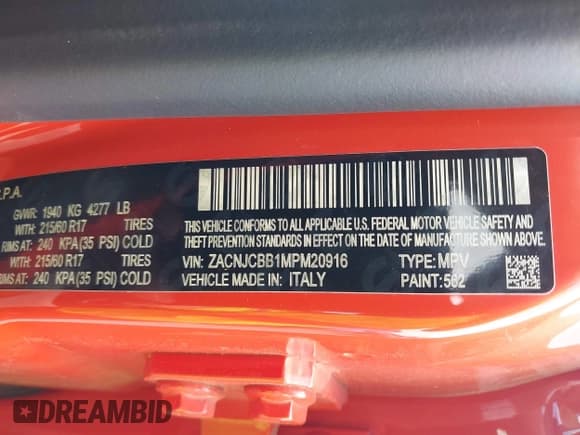 .P.A.
GVWR: 1940 KG 4277 LB
WITH: 215/60 R17 TIRES
RIMS AT: 240 KPA(35 PSI) COLD
WITH: 215/60 R17 TIRES
RIMS AT: 240 KPA(35 PSI) COLD
THIS VEHICLE CONFORMS TO ALL APPLICABLE U.S. FEDERAL MOTOR VEHICLE SAFETY AND
THEFT PREVENTION STANDARDS IN EFFECT ON THE DATE OF MANUFACTURE SHOWN ABOVE.
VIN: ZACNJCBB1MPM20916 TYPE: MPV
VEHICLE MADE IN: ITALY PAINT:562
DREAMBID